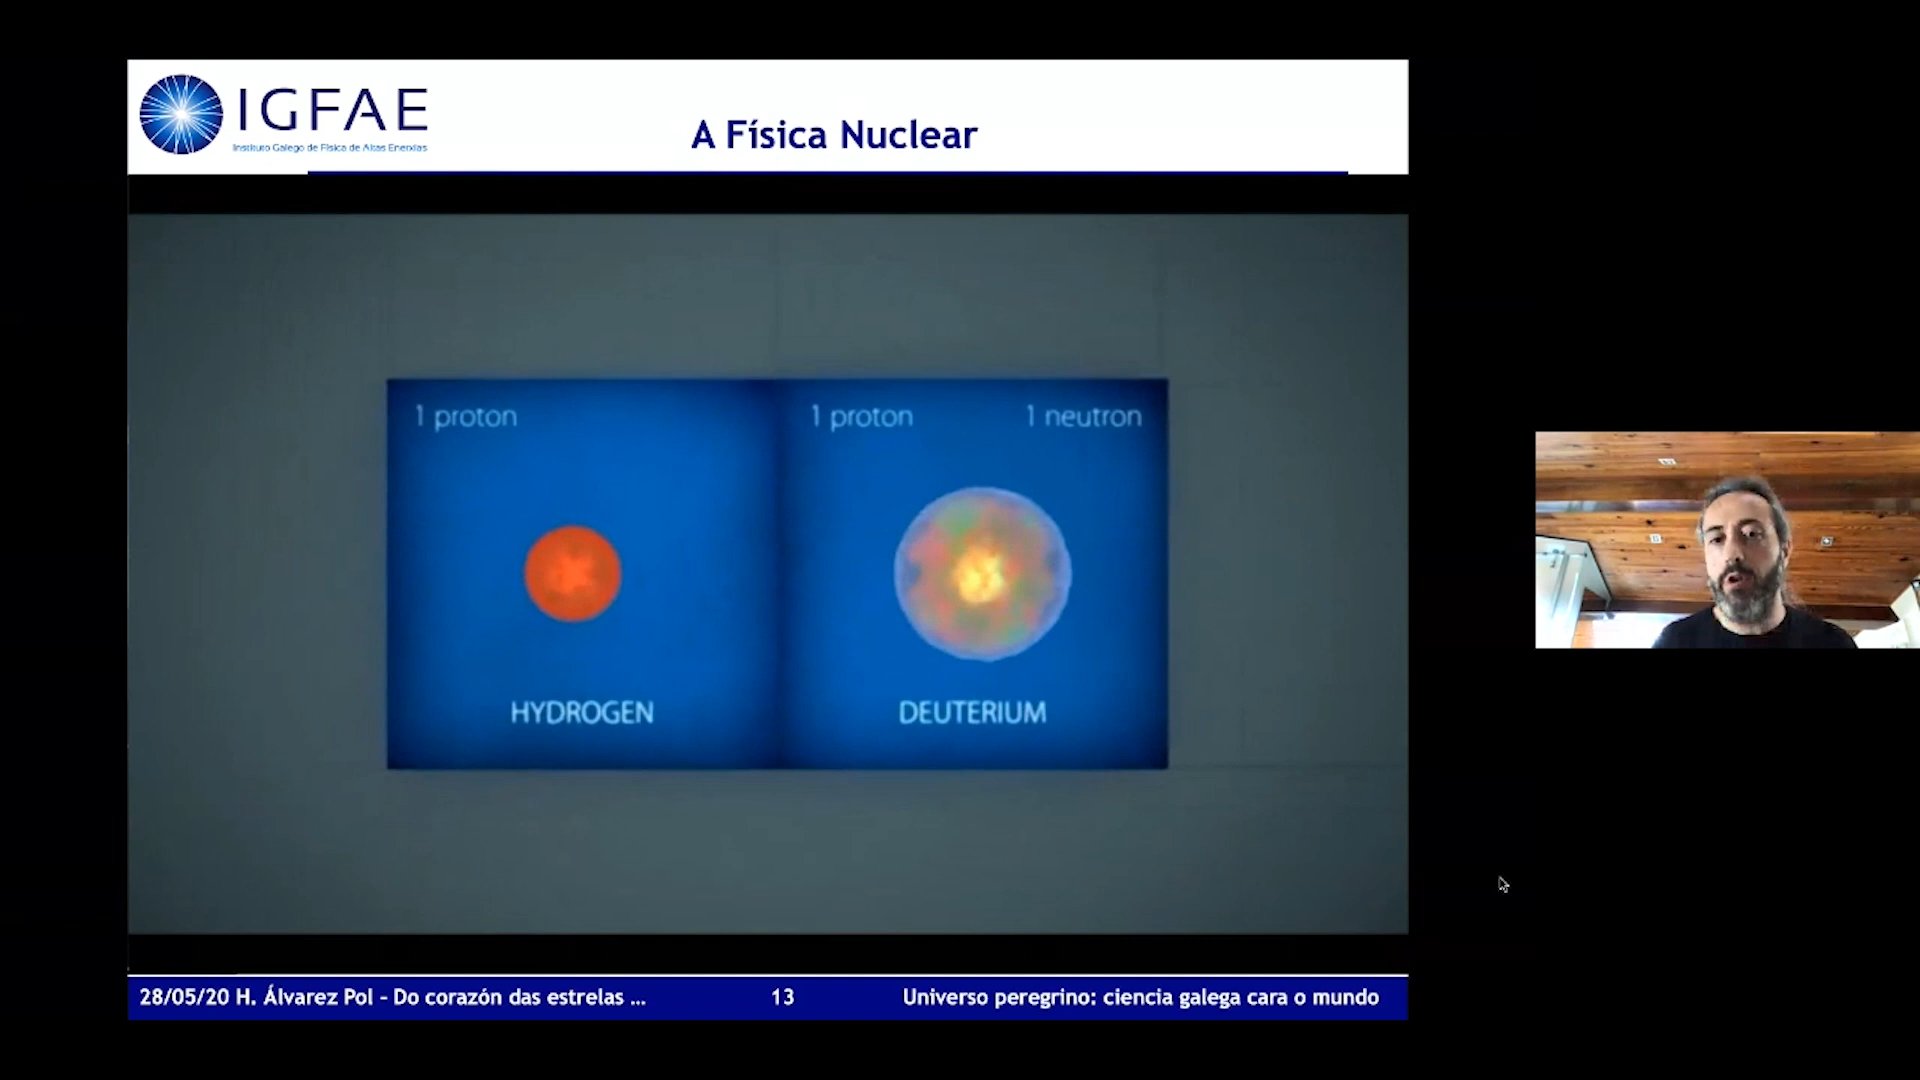 IGFAE
Instituto Galego de Física de Altas Enerxías
A Física Nuclear
1 proton
1 proton
1 neutron
HYDROGEN
DEUTERIUM
28/05/20 H. Álvarez Pol - Do corazón das estrelas ...
13
Universo peregrino: ciencia galega cara o mundo